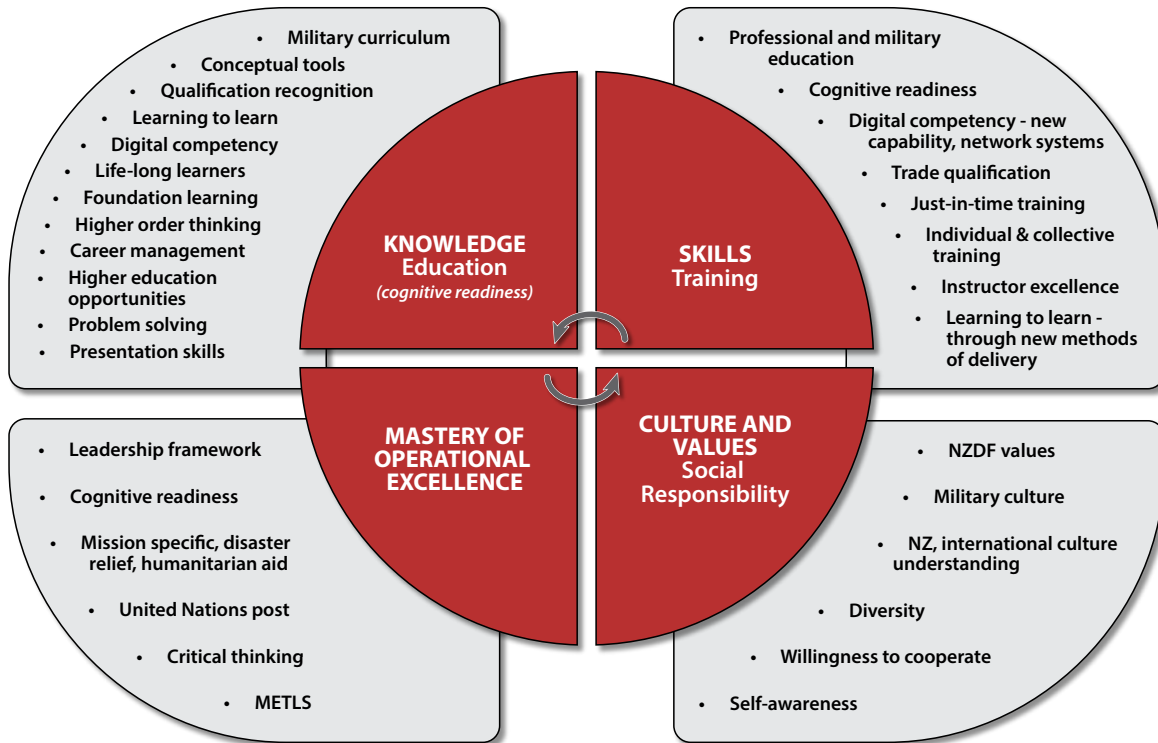 • Military curriculum
• Conceptual tools
• Qualification recognition
• Learning to learn
• Digital competency
• Life-long learners
• Foundation learning
• Higher order thinking
• Career management
• Higher education
opportunities
• Problem solving
• Presentation skills
KNOWLEDGE
Education
(cognitive readiness)
SKILLS
Training
• Professional and military
education
• Cognitive readiness
• Digital competency - new
capability, network systems
• Trade qualification
• Just-in-time training
• Individual & collective
training
• Instructor excellence
• Learning to learn -
through new methods
of delivery
• Leadership framework
• Cognitive readiness
• Mission specific, disaster
relief, humanitarian aid
• United Nations post
• Critical thinking
• METLS
MASTERY OF
OPERATIONAL
EXCELLENCE
CULTURE AND
VALUES
Social
Responsibility
• NZDF values
• Military culture
• NZ, international culture
understanding
• Diversity
• Willingness to cooperate
• Self-awareness